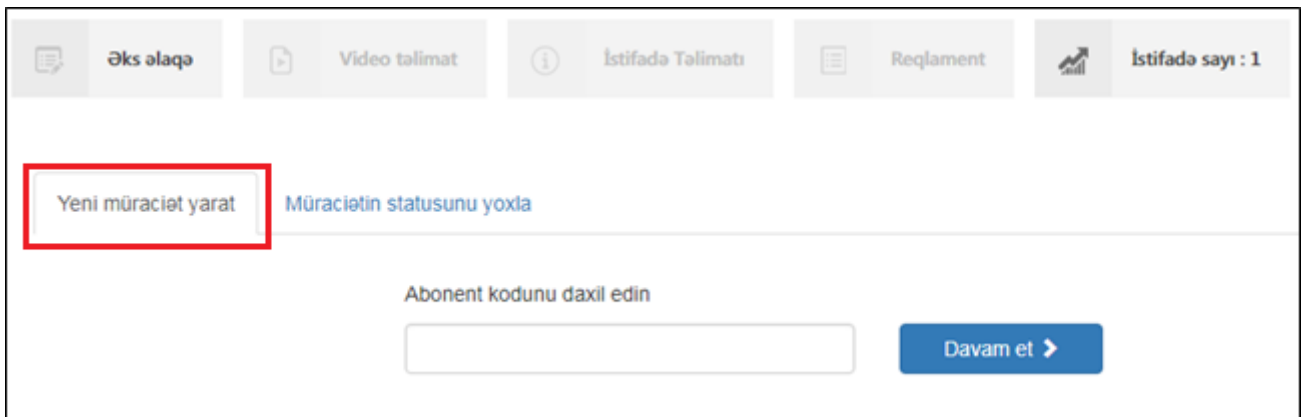 Əks əlaqə Video təlimat İstifadə Təlimatı Reqlament İstifadə sayı : 1
Yeni müraciət yarat Müraciətin statusunu yoxla
Abonent kodunu daxil edin
Davam et